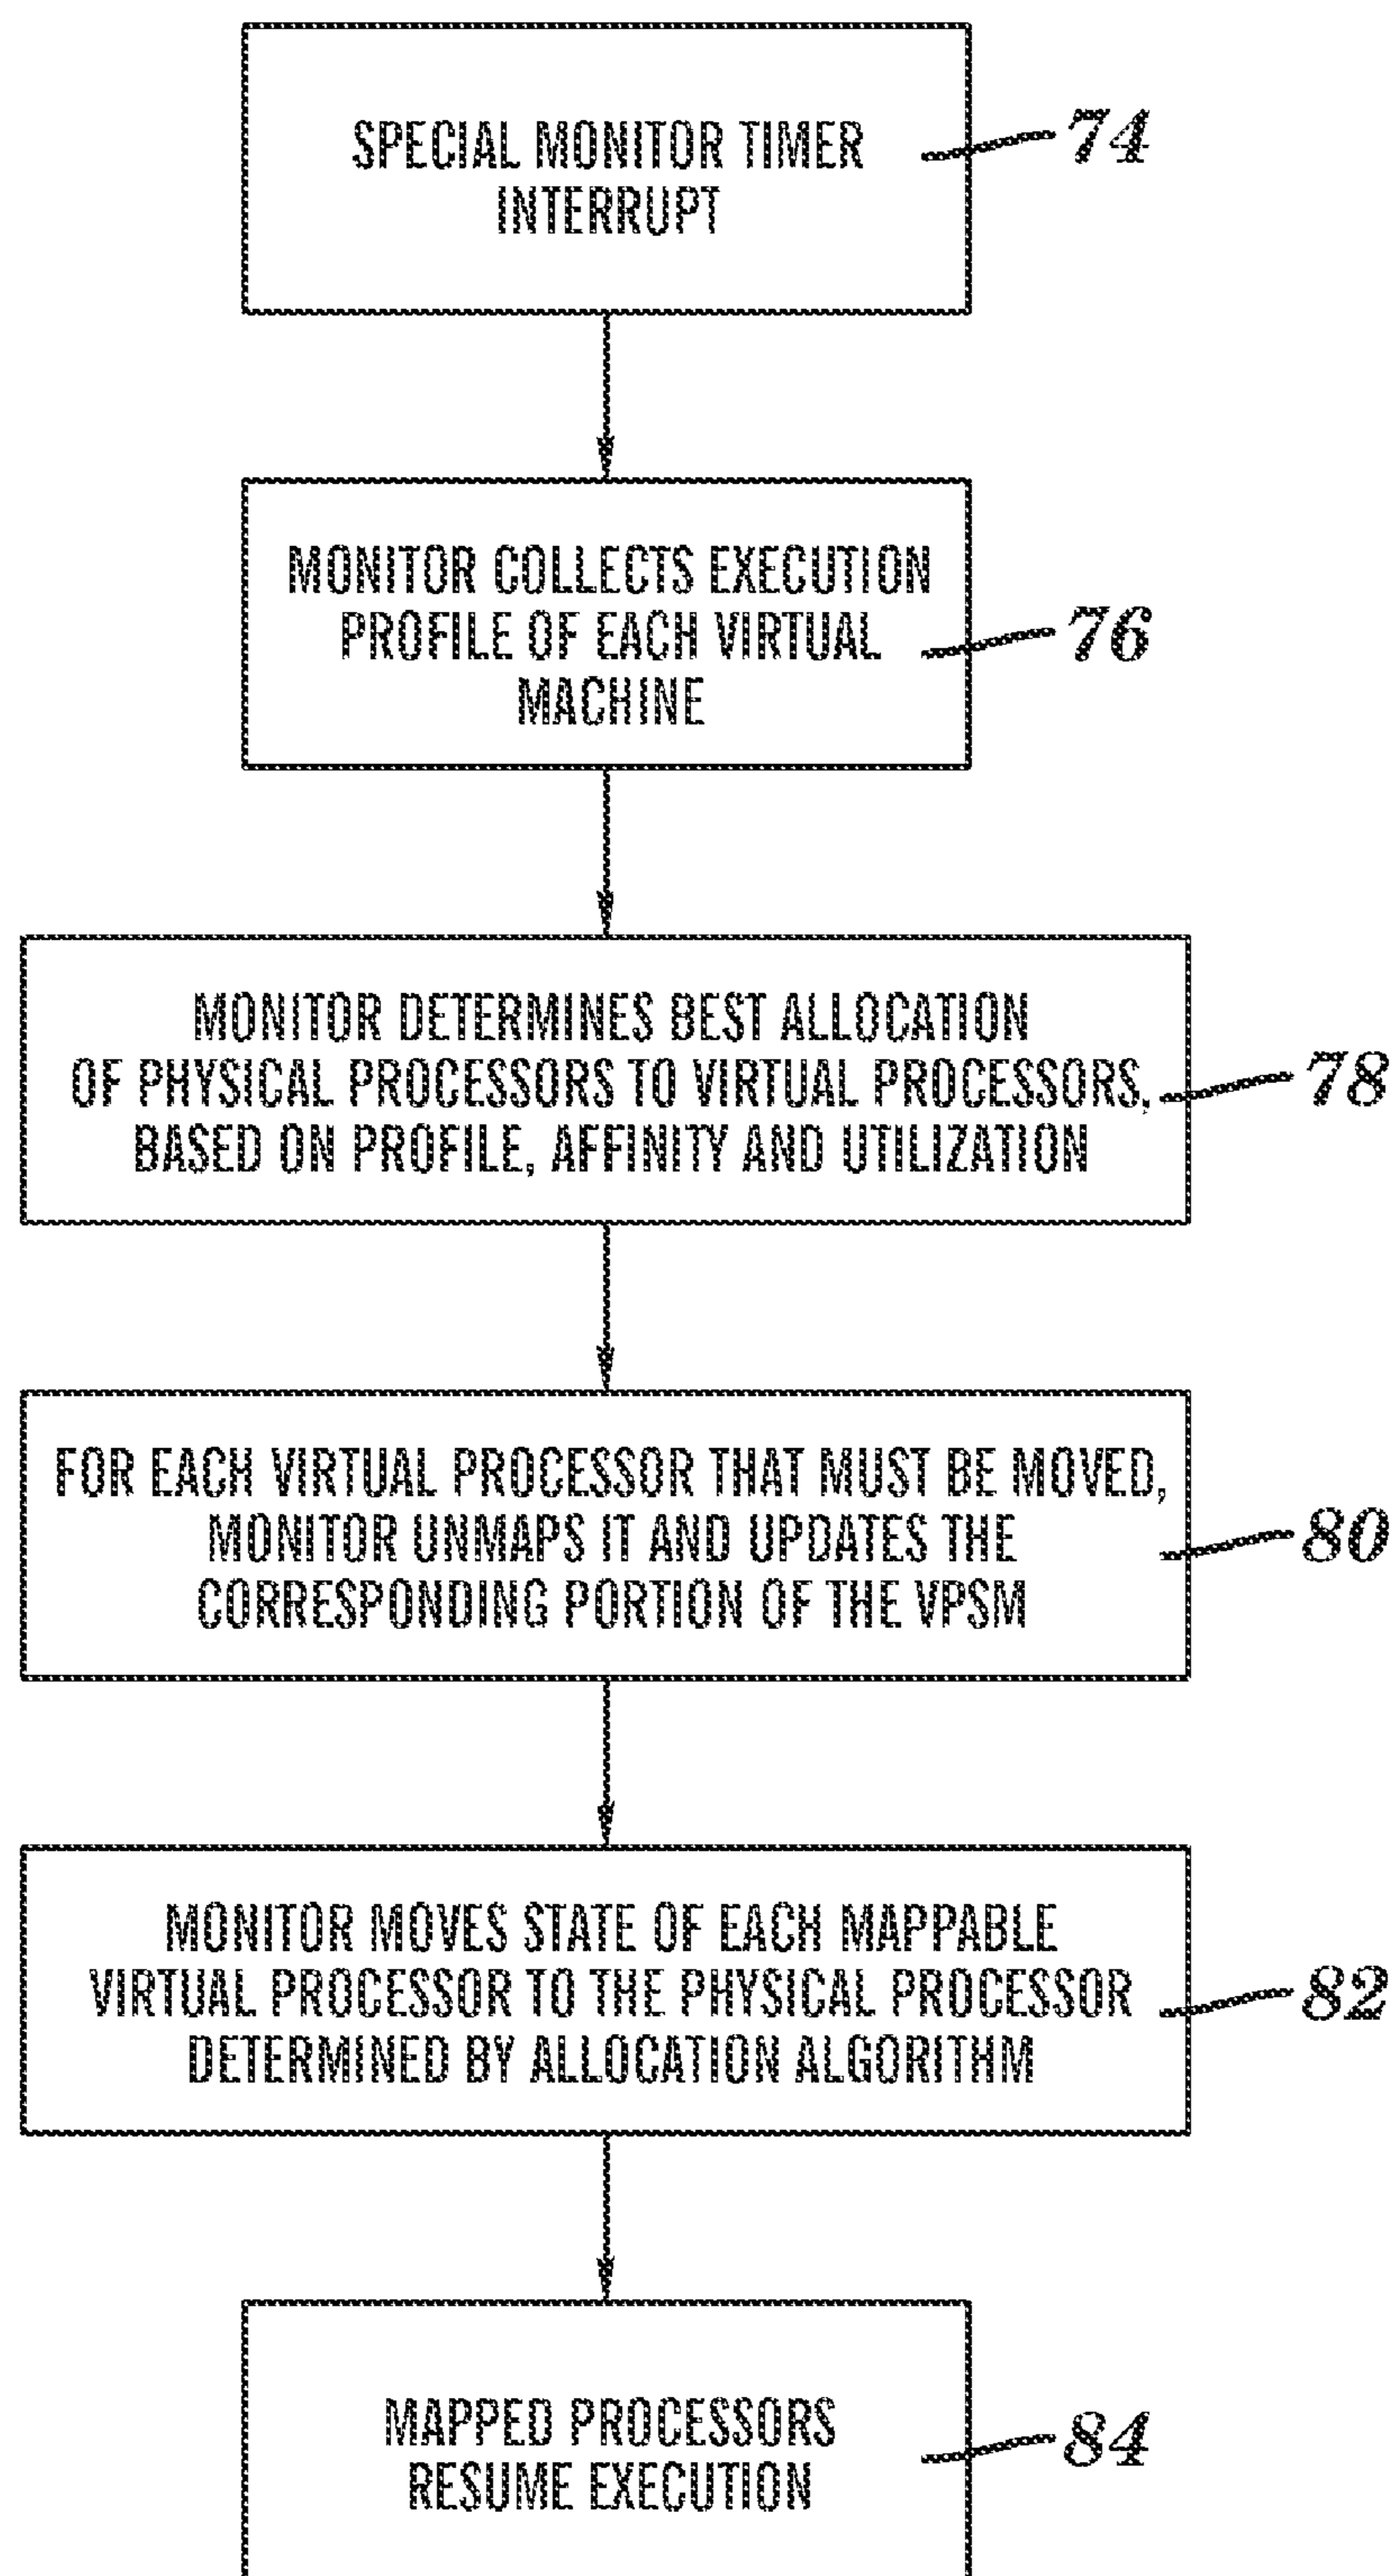 SPECIAL MONITOR TIMER
INTERRUPT
74
MONITOR COLLECTS EXECUTION
PROFILE OF EACH VIRTUAL
MACHINE
76
MONITOR DETERMINES BEST ALLOCATION
OF PHYSICAL PROCESSORS TO VIRTUAL PROCESSORS,
BASED ON PROFILE, AFFINITY AND UTILIZATION
78
FOR EACH VIRTUAL PROCESSOR THAT MUST BE MOVED,
MONITOR UNMAPS IT AND UPDATES THE
CORRESPONDING PORTION OF THE VPSM
80
MONITOR MOVES STATE OF EACH MAPPABLE
VIRTUAL PROCESSOR TO THE PHYSICAL PROCESSOR
DETERMINED BY ALLOCATION ALGORITHM
82
MAPPED PROCESSORS
RESUME EXECUTION
84